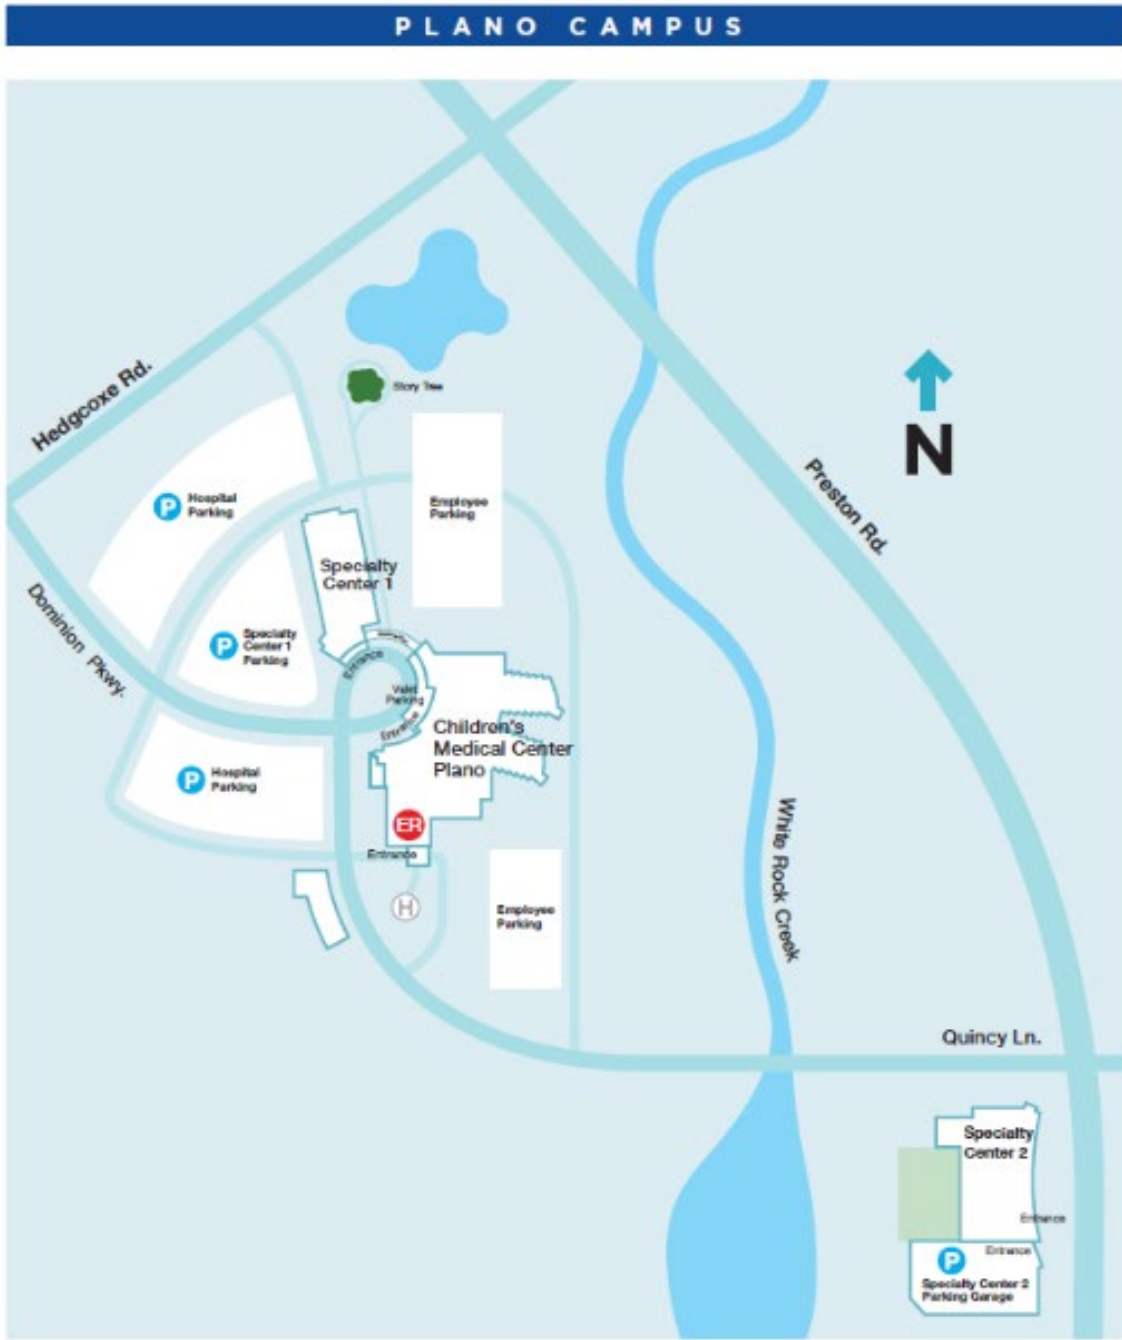 PLANO CAMPUS
Hedgcoxe Rd.
Story Tree
N
Preston Rd.
P
Hospital
Parking
Employee
Parking
Specialty
Center 1
Dominion Pkwy.
P
Specialty
Center 1
Parking
Entrance
Valet
Parking
Entrance
Children's
Medical Center
Plano
P
Hospital
Parking
ER
Entrance
H
Employee
Parking
White Rock Creek
Quincy Ln.
Specialty
Center 2
Entrance
Entrance
P
Specialty Center 2
Parking Garage